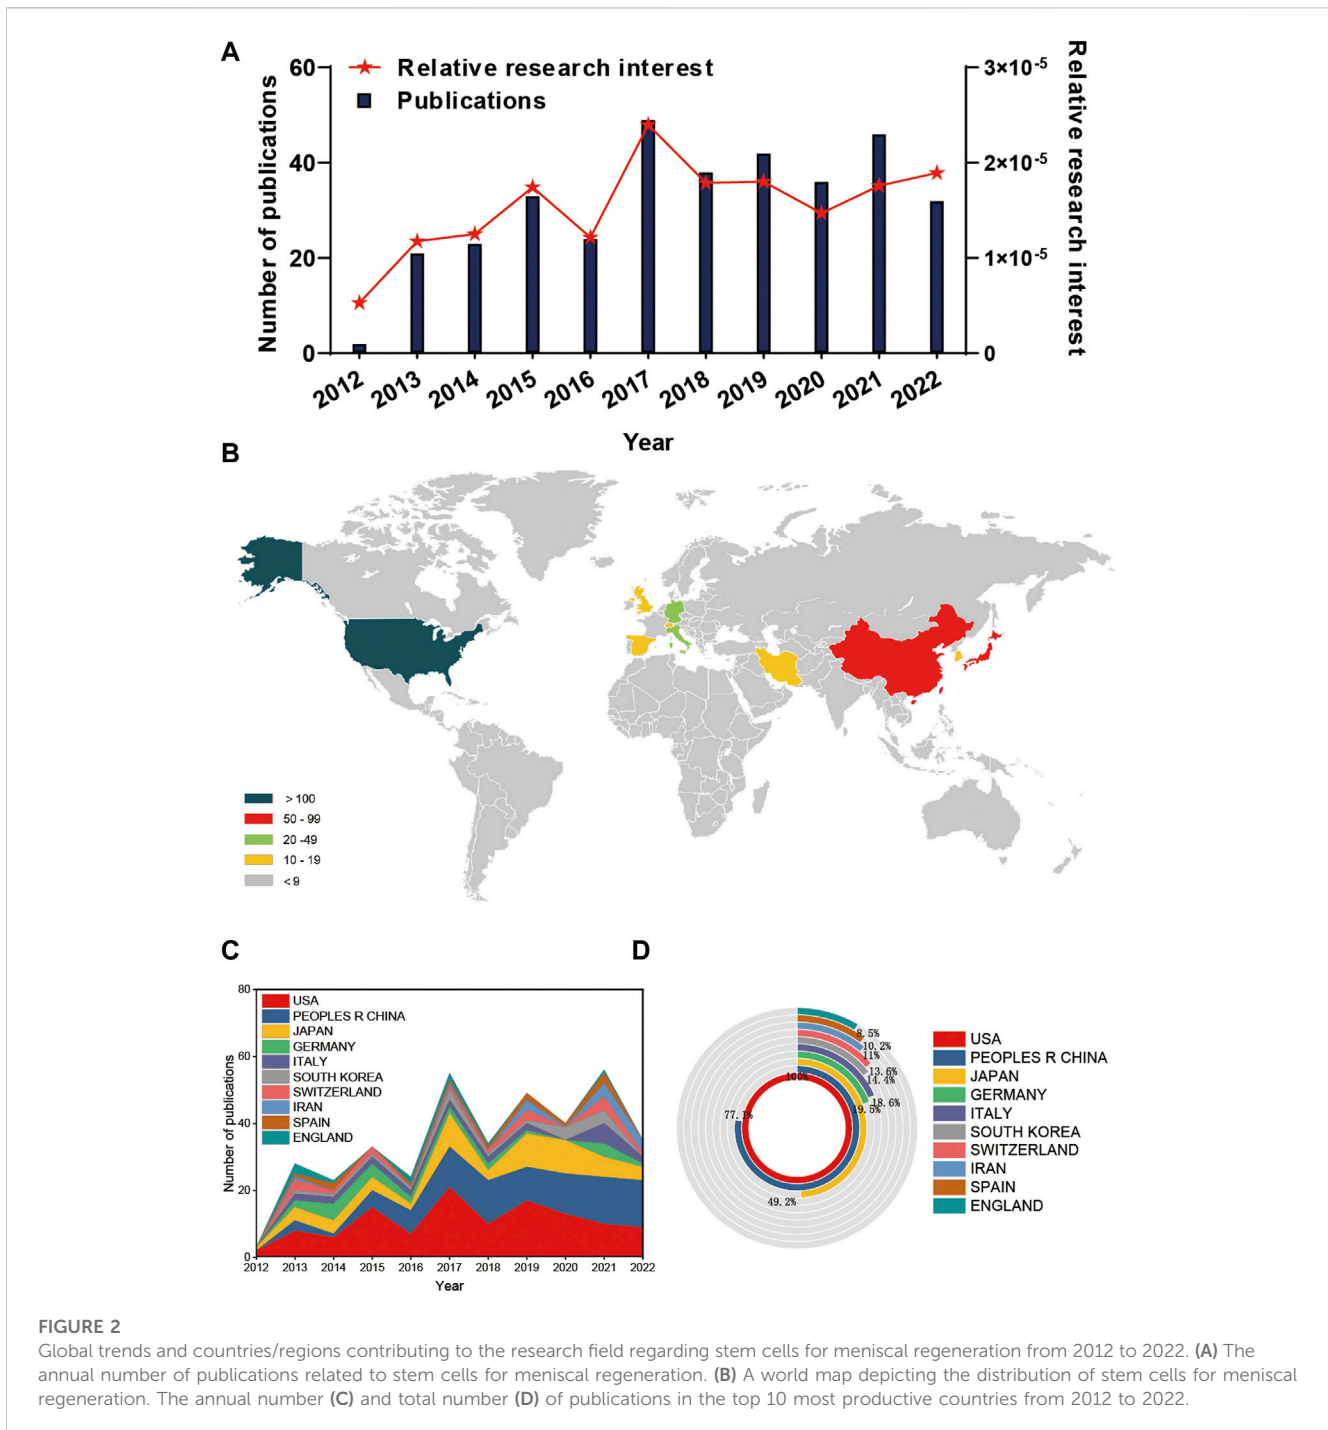 A
Relative research interest
Publications
Number of publications
60
40
20
0
3×10⁻⁵
2×10⁻⁵
1×10⁻⁵
0
Relative research interest
2012 2013 2014 2015 2016 2017 2018 2019 2020 2021 2022
Year
B
> 100
50 - 99
20 -49
10 - 19
< 9
C
USA
PEOPLES R CHINA
JAPAN
GERMANY
ITALY
SOUTH KOREA
SWITZERLAND
IRAN
SPAIN
ENGLAND
Number of publications
80
60
40
20
0
2012 2013 2014 2015 2016 2017 2018 2019 2020 2021 2022
Year
D
8.5%
10.2%
11%
13.6%
14.4%
18.6%
19.5%
100%
77.1%
49.2%
USA
PEOPLES R CHINA
JAPAN
GERMANY
ITALY
SOUTH KOREA
SWITZERLAND
IRAN
SPAIN
ENGLAND
FIGURE 2
Global trends and countries/regions contributing to the research field regarding stem cells for meniscal regeneration from 2012 to 2022. (A) The
annual number of publications related to stem cells for meniscal regeneration. (B) A world map depicting the distribution of stem cells for meniscal
regeneration. The annual number (C) and total number (D) of publications in the top 10 most productive countries from 2012 to 2022.